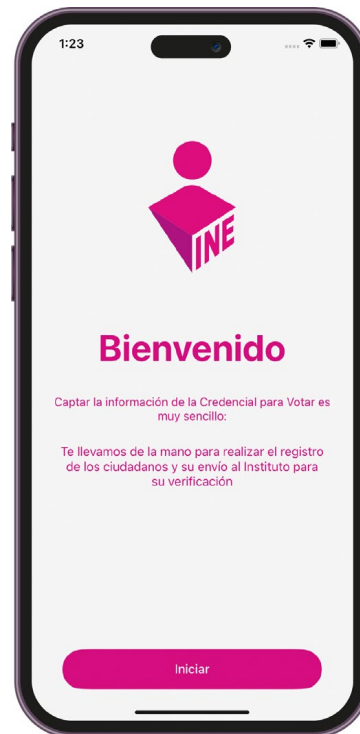 1:23
INE
Bienvenido
Captar la información de la Credencial para Votar es
muy sencillo:
Te llevamos de la mano para realizar el registro
de los ciudadanos y su envío al Instituto para
su verificación
Iniciar